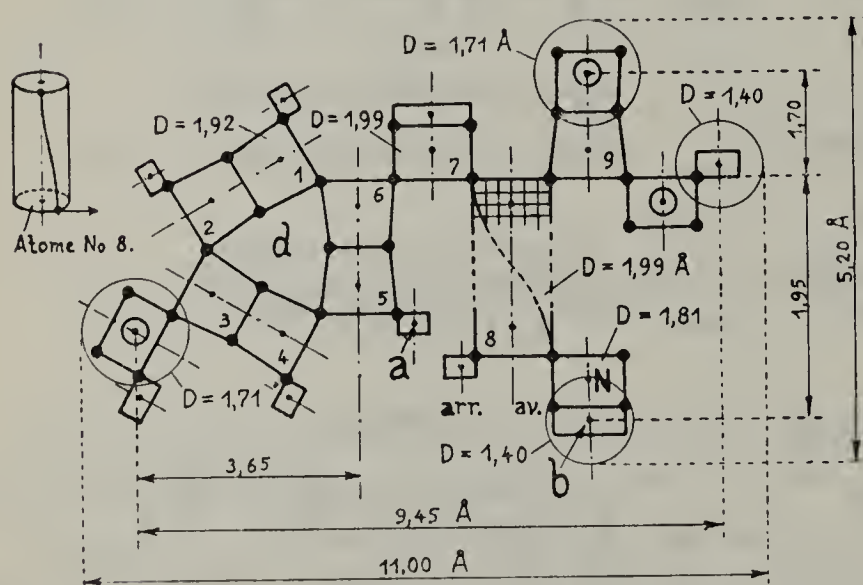 D = 1,71 Å
D = 1,40
1,70
D = 1,92
D = 1,99
1
6
7
9
Atome No 8.
2
d
5,20 Å
D = 1,99 Å
1,95
3
5
4
a
8
D = 1,81
N
D = 1,71
arr.
av.
D = 1,40
b
3,65
9,45 Å
11,00 Å